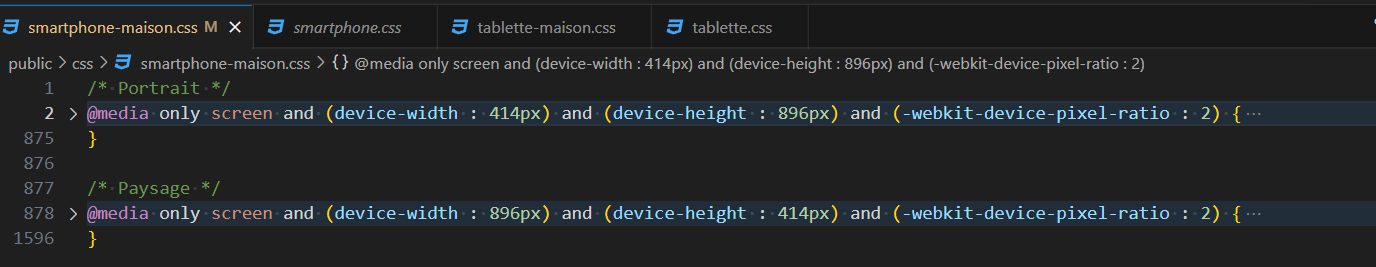 smartphone-maison.css M × smartphone.css tablette-maison.css tablette.css
public > css > smartphone-maison.css > {} @media only screen and (device-width : 414px) and (device-height : 896px) and (-webkit-device-pixel-ratio : 2)
1 /* Portrait */
2 > @media only screen and (device-width : 414px) and (device-height : 896px) and (-webkit-device-pixel-ratio : 2) { ···
875 }
876
877 /* Paysage */
878 > @media only screen and (device-width : 896px) and (device-height : 414px) and (-webkit-device-pixel-ratio : 2) { ···
1596 }